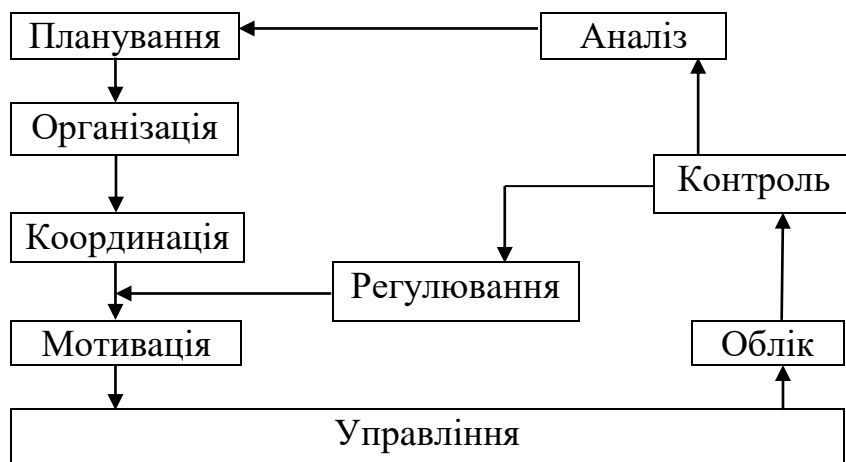 Планування
Аналіз
Організація
Контроль
Координація
Регулювання
Мотивація
Облік
Управління